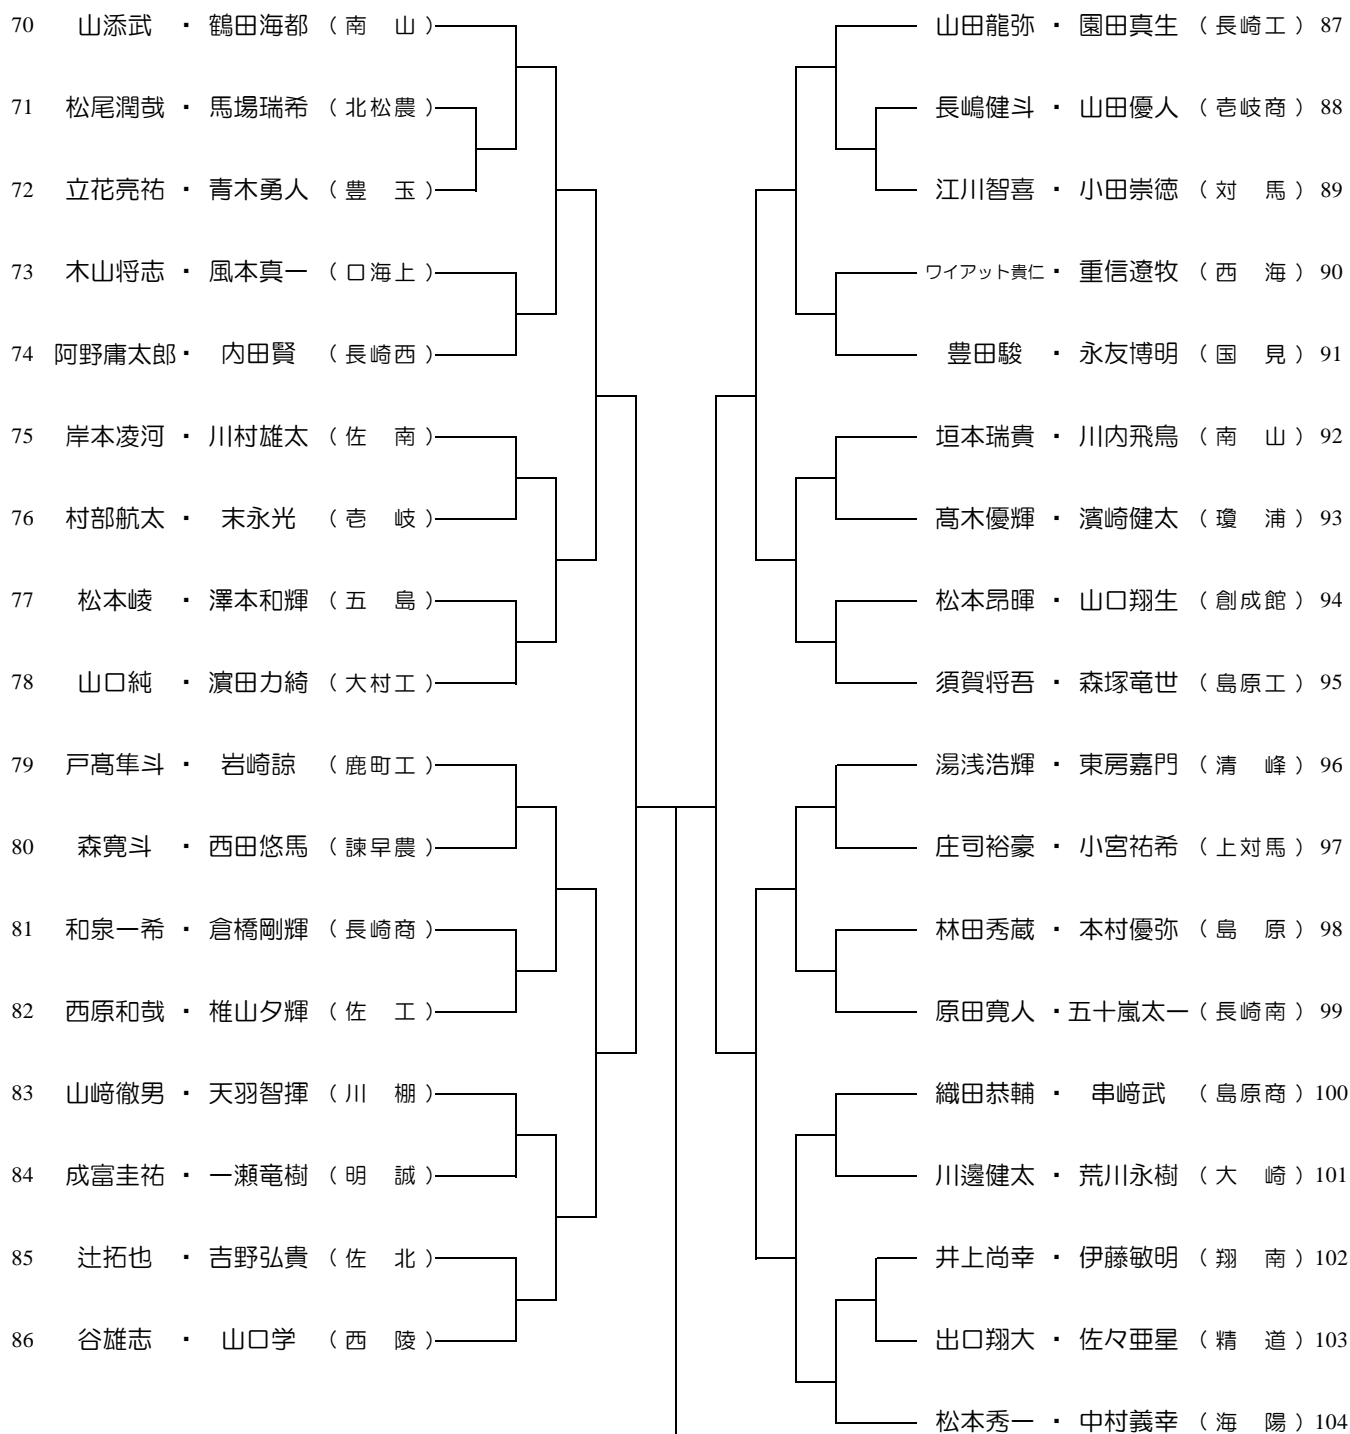 70 山添武 ・ 鶴田海都 （ 南 山 ）
71 松尾潤哉 ・ 馬場瑞希 （ 北松農 ）
72 立花亮祐 ・ 青木勇人 （ 豊 玉 ）
73 木山将志 ・ 風本真一 （ 口海上 ）
74 阿野庸太郎 ・ 内田賢 （ 長崎西 ）
75 岸本凌河 ・ 川村雄太 （ 佐 南 ）
76 村部航太 ・ 末永光 （ 壱 岐 ）
77 松本崚 ・ 澤本和輝 （ 五 島 ）
78 山口純 ・ 濵田力綺 （ 大村工 ）
79 戸髙隼斗 ・ 岩崎諒 （ 鹿町工 ）
80 森寛斗 ・ 西田悠馬 （ 諫早農 ）
81 和泉一希 ・ 倉橋剛輝 （ 長崎商 ）
82 西原和哉 ・ 椎山夕輝 （ 佐 工 ）
83 山﨑徹男 ・ 天羽智揮 （ 川 棚 ）
84 成富圭祐 ・ 一瀬竜樹 （ 明 誠 ）
85 辻拓也 ・ 吉野弘貴 （ 佐 北 ）
86 谷雄志 ・ 山口学 （ 西 陵 ）
山田龍弥 ・ 園田真生 （ 長崎工 ） 87
長嶋健斗 ・ 山田優人 （ 壱岐商 ） 88
江川智喜 ・ 小田崇徳 （ 対 馬 ） 89
ワイアット貴仁 ・ 重信遼牧 （ 西 海 ） 90
豊田駿 ・ 永友博明 （ 国 見 ） 91
垣本瑞貴 ・ 川内飛鳥 （ 南 山 ） 92
髙木優輝 ・ 濱崎健太 （ 瓊 浦 ） 93
松本昂暉 ・ 山口翔生 （ 創成館 ） 94
須賀将吾 ・ 森塚竜世 （ 島原工 ） 95
湯浅浩輝 ・ 東房嘉門 （ 清 峰 ） 96
庄司裕豪 ・ 小宮祐希 （ 上対馬 ） 97
林田秀蔵 ・ 本村優弥 （ 島 原 ） 98
原田寛人 ・ 五十嵐太一 （ 長崎南 ） 99
織田恭輔 ・ 串﨑武 （ 島原商 ） 100
川邊健太 ・ 荒川永樹 （ 大 崎 ） 101
井上尚幸 ・ 伊藤敏明 （ 翔 南 ） 102
出口翔大 ・ 佐々亜星 （ 精 道 ） 103
松本秀一 ・ 中村義幸 （ 海 陽 ） 104